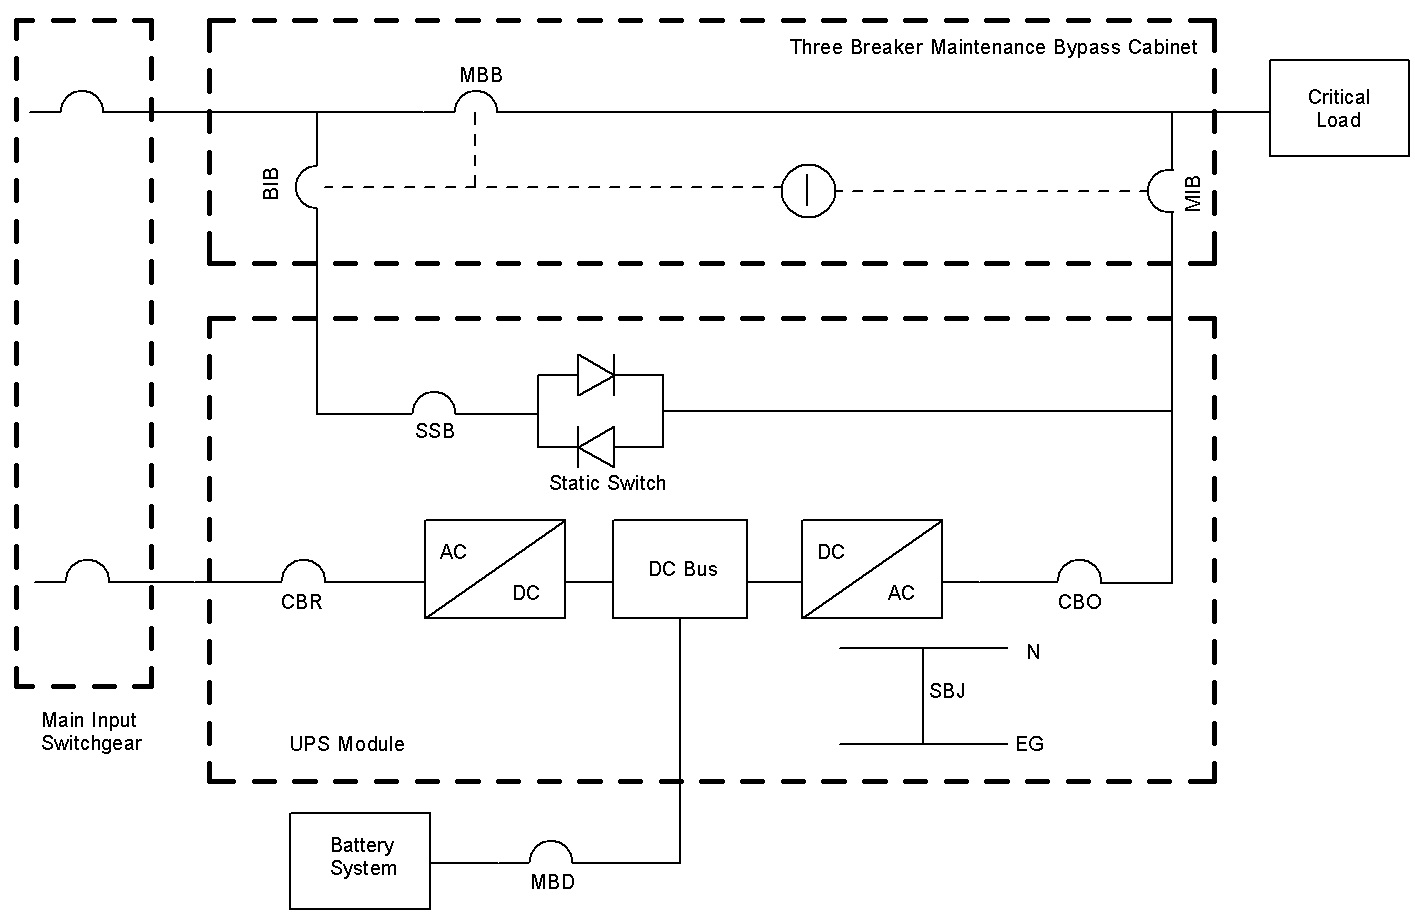 Three Breaker Maintenance Bypass Cabinet
MBB
Critical
Load
BIB
MIB
SSB
Static Switch
AC
DC
DC Bus
DC
AC
CBR
CBO
N
SBJ
EG
Main Input
Switchgear
UPS Module
Battery
System
MBD